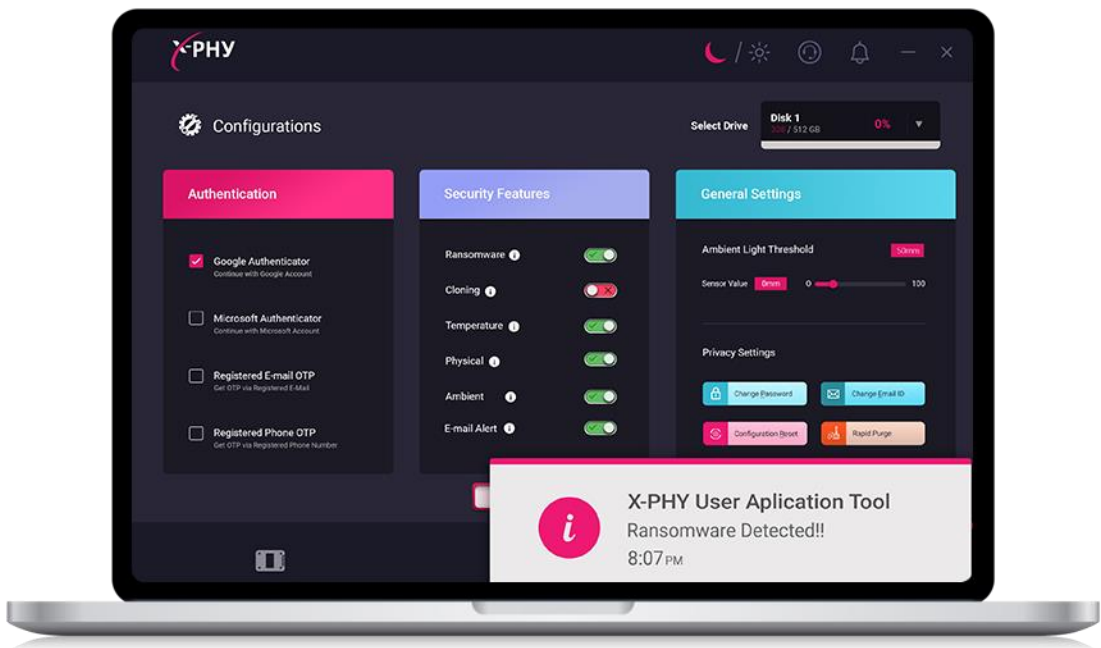 X-PHY
/
Configurations
Select Drive
Disk 1
320 / 512 GB
0%
Authentication
Google Authenticator
Continue with Google Account
Microsoft Authenticator
Continue with Microsoft Account
Registered E-mail OTP
Get OTP via Registered E-Mail
Registered Phone OTP
Get OTP via Registered Phone Number
Security Features
Ransomware
Cloning
Temperature
Physical
Ambient
E-mail Alert
General Settings
Ambient Light Threshold
50mm
Sensor Value 0mm 0 100
Privacy Settings
Change Password
Change Email ID
Configuration Reset
Rapid Purge
X-PHY User Aplication Tool
Ransomware Detected!!
8:07 PM